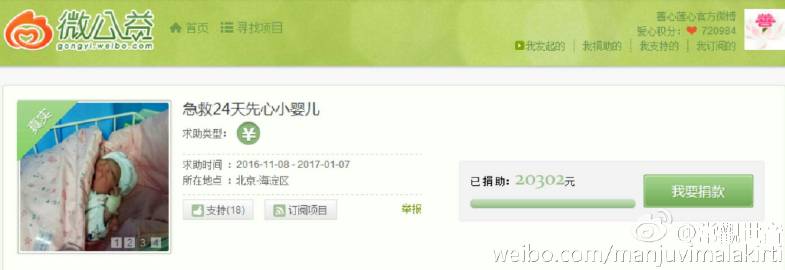 微公益
gongyi.weibo.com
首页 寻找项目
善心莲心官方微博
爱心积分: 720984
我发起的 | 我捐助的 | 我支持的 | 我订阅的
善
真实
急救24天先心小婴儿
求助类型: ¥
求助时间 : 2016-11-08 - 2017-01-07
所在地点 : 北京-海淀区
支持(18) 订阅项目 举报
1 2 3 4
已捐助: 20302元
我要捐款
weibo.com/manjuvimalakirti